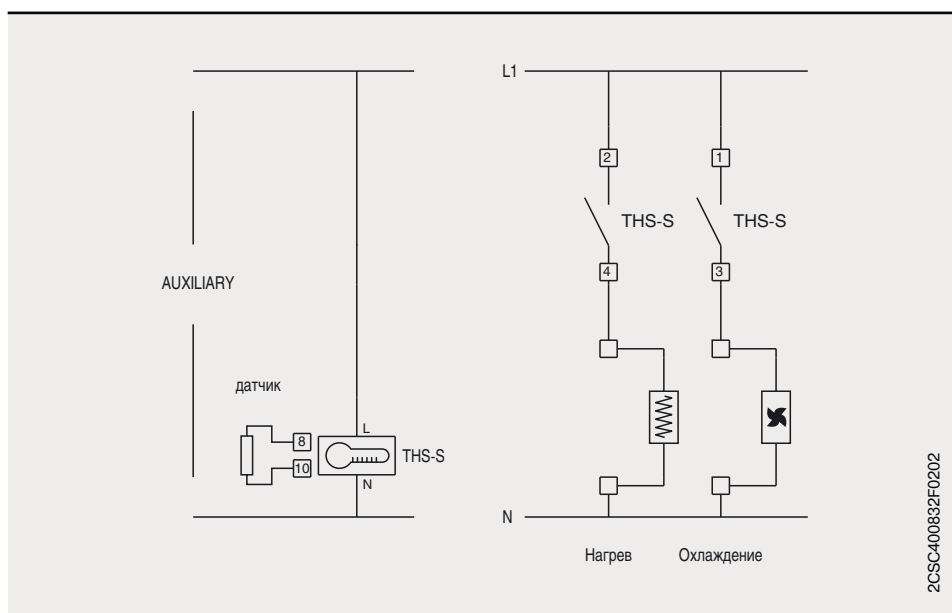 L1
2
1
THS-S
THS-S
4
3
AUXILIARY
датчик
L
8
THS-S
10
N
N
Нагрев
Охлаждение
2CSC400832F0202